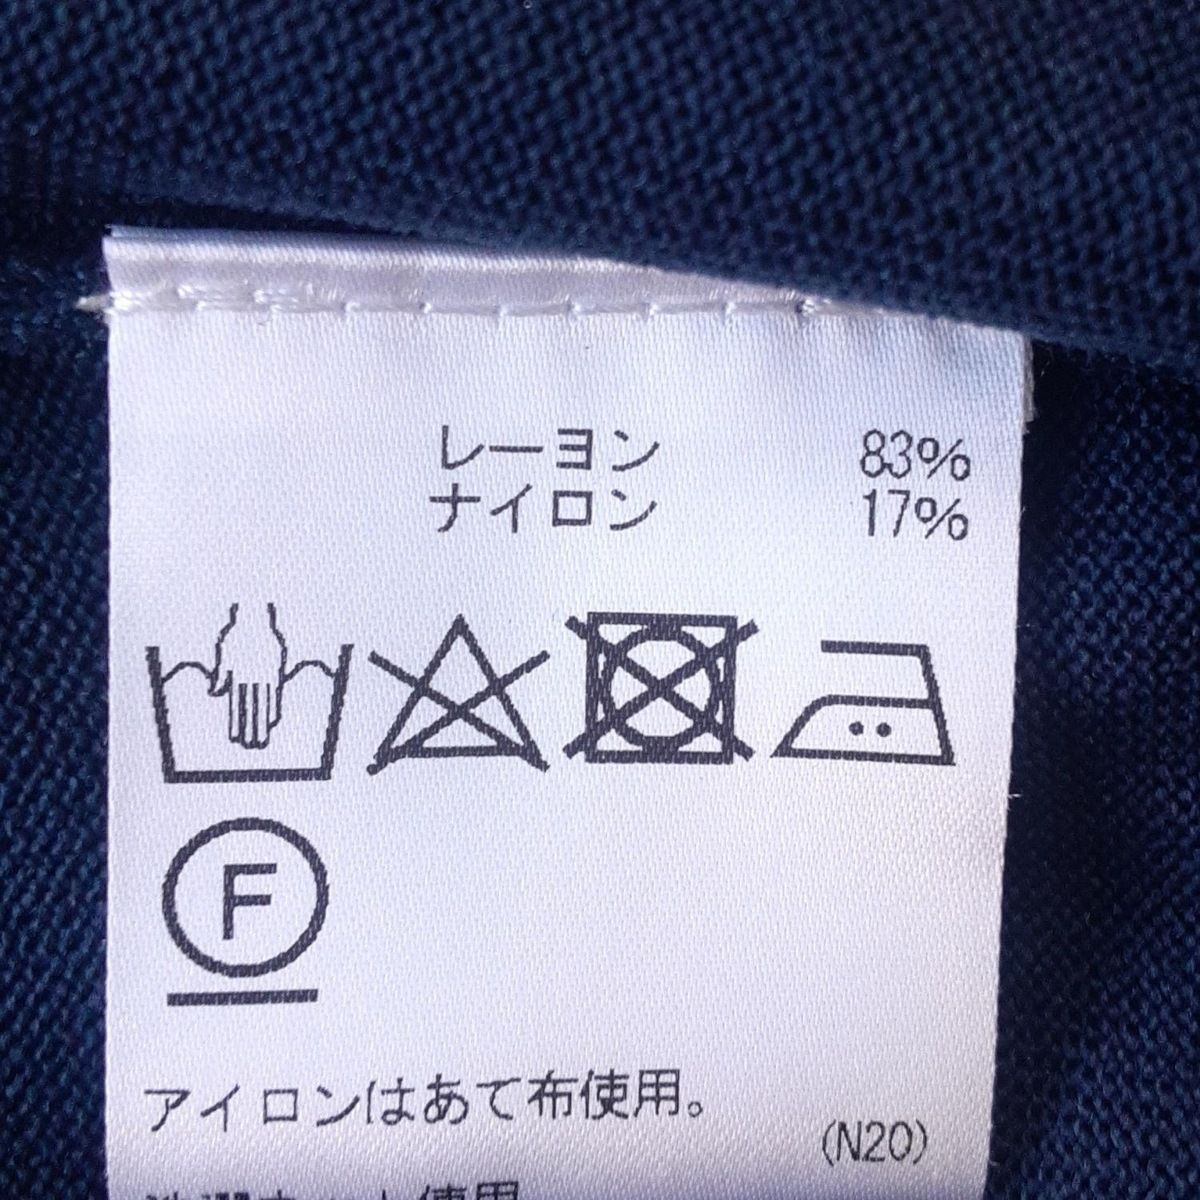 レーヨン 83%
ナイロン 17%
F
アイロンはあて布使用。
(N20)